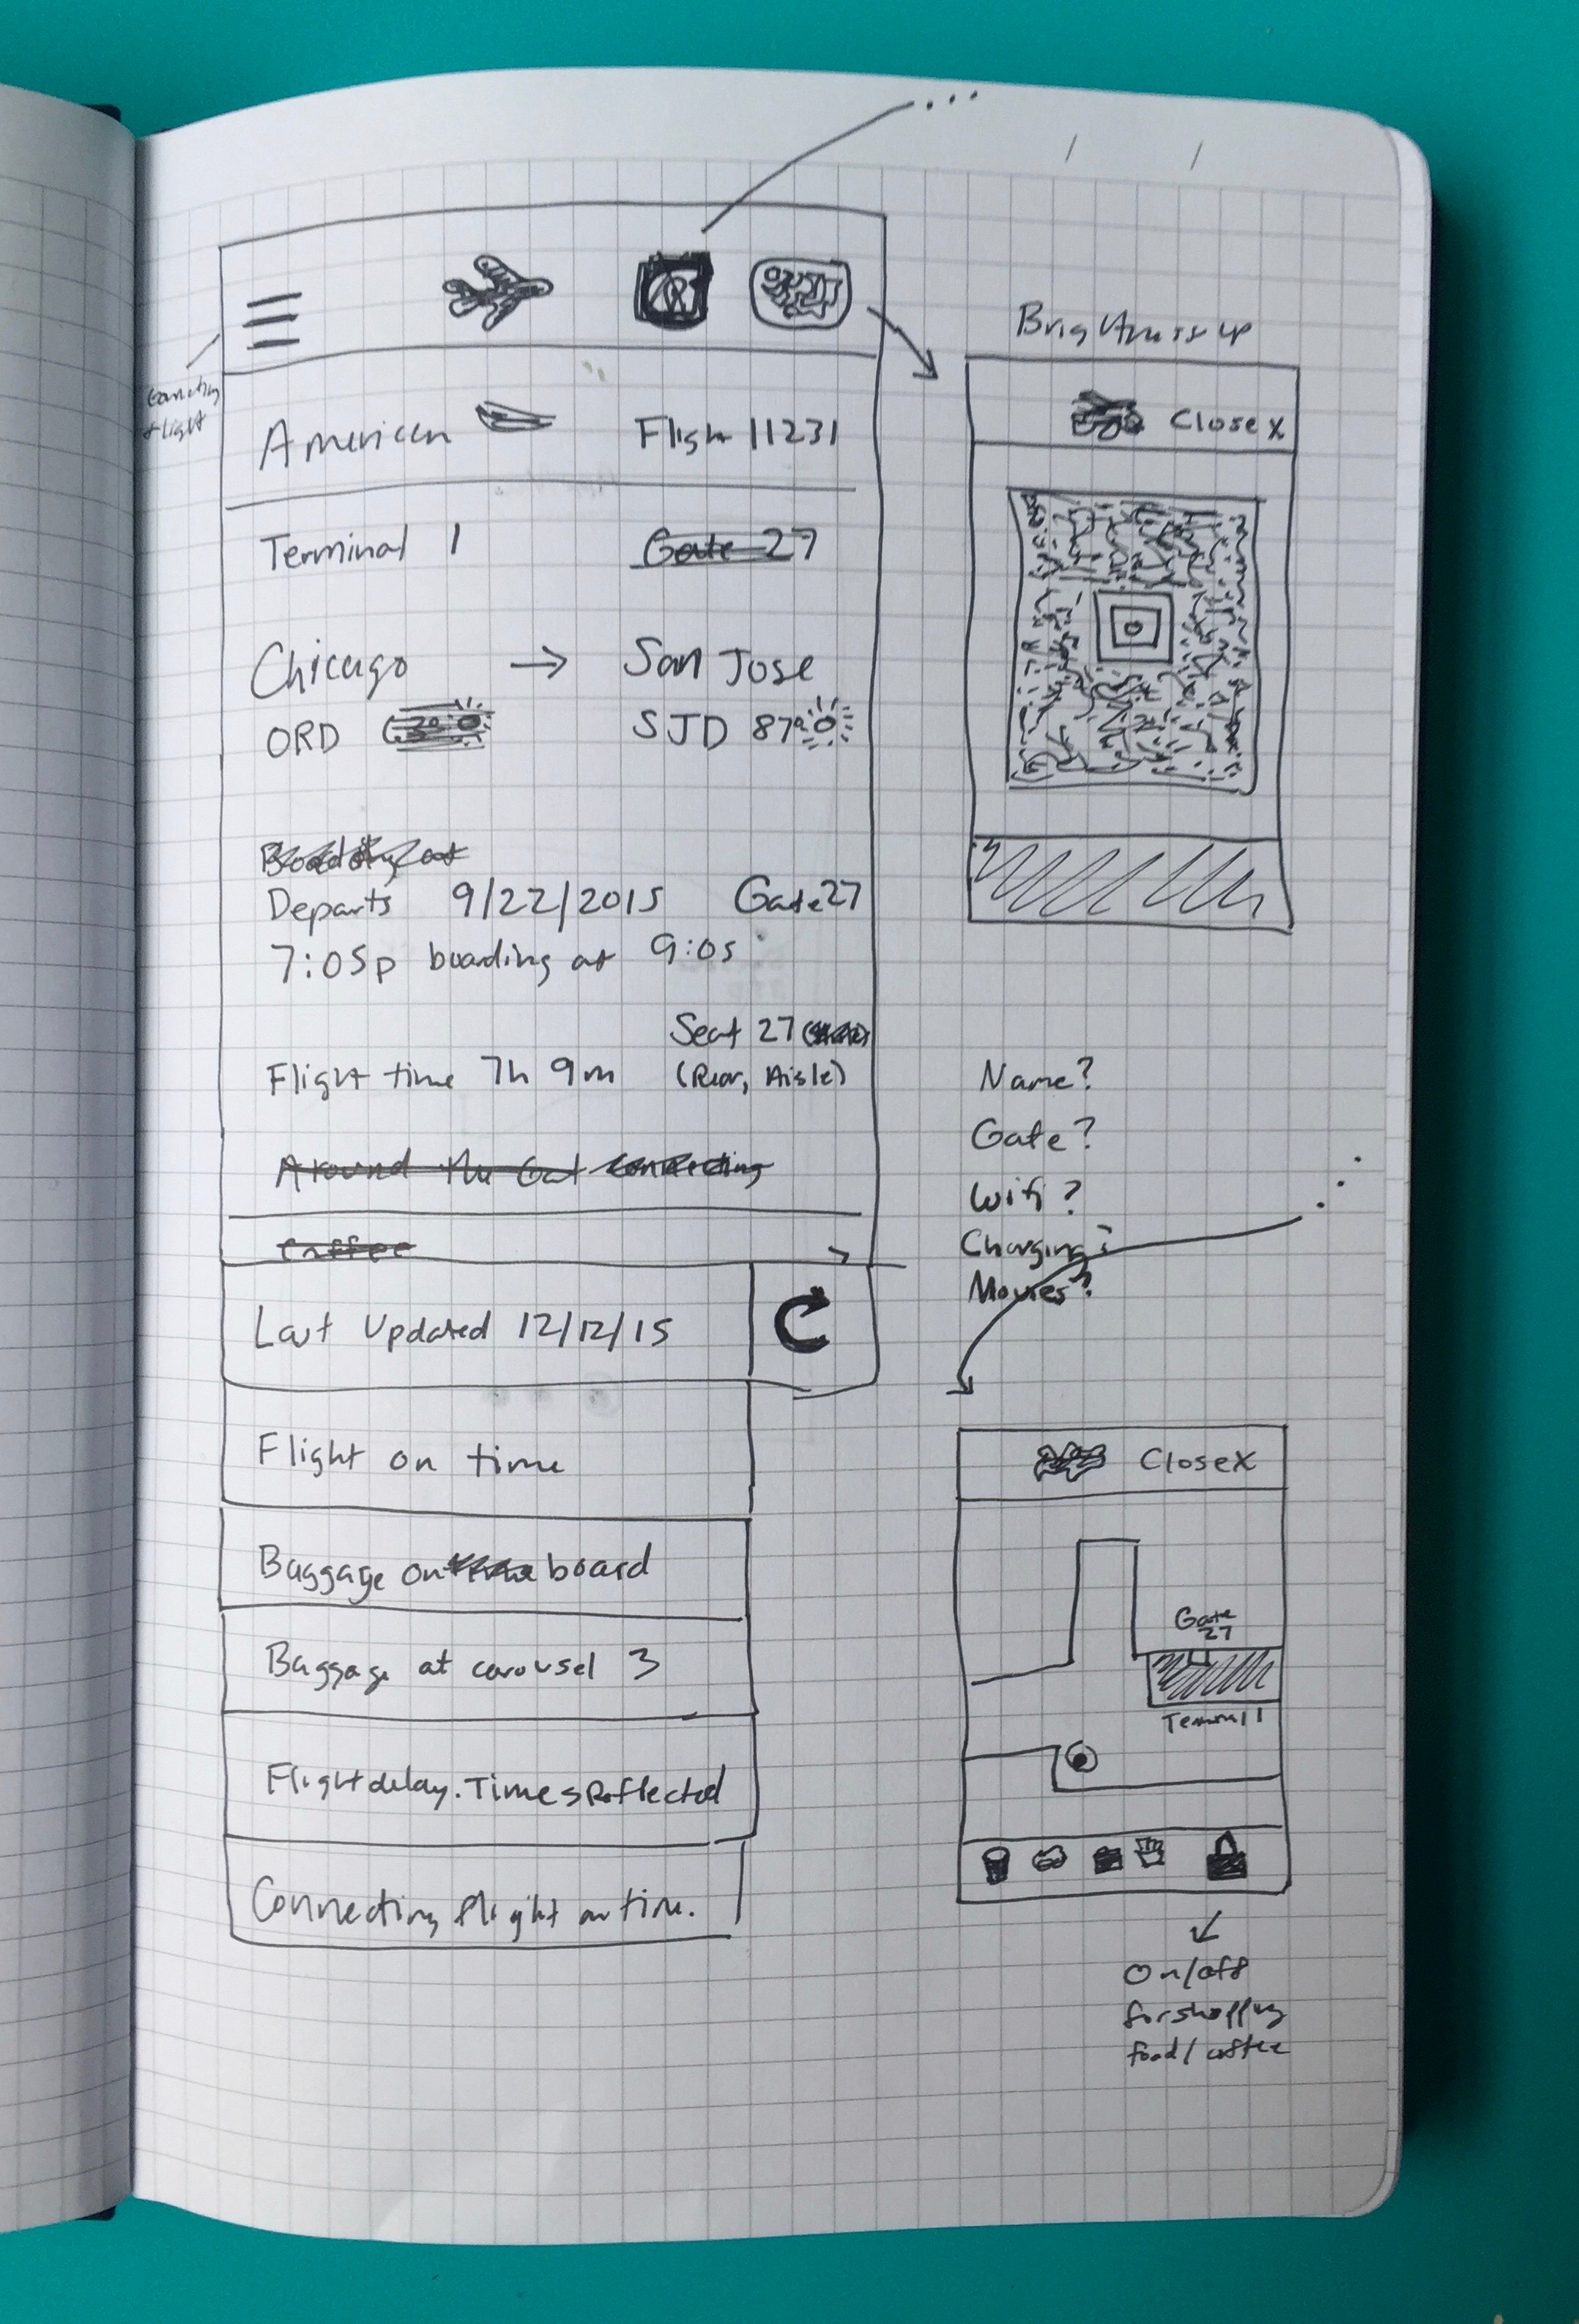 Brightness up
Close X
Connecting
flight
American
Flight 11231
Terminal 1
Gate 27
Chicago → San Jose
ORD
SJD 87°
Boarding at
Departs 9/22/2015 Gate 27
7:05p boarding at 9:05
Seat 27
Flight time 7h 9m (Rear, Aisle)
Around the Gat connecting
Coffee >
Last Updated 12/12/15
Flight on time
Baggage on time board
Baggage at carousel 3
Flight delay. Times Reflected
Connecting flight on time.
Name?
Gate?
Wifi?
Charging?
Movies?
Close X
Gate
27
Terminal 1
On/off
for shopping
food/coffee